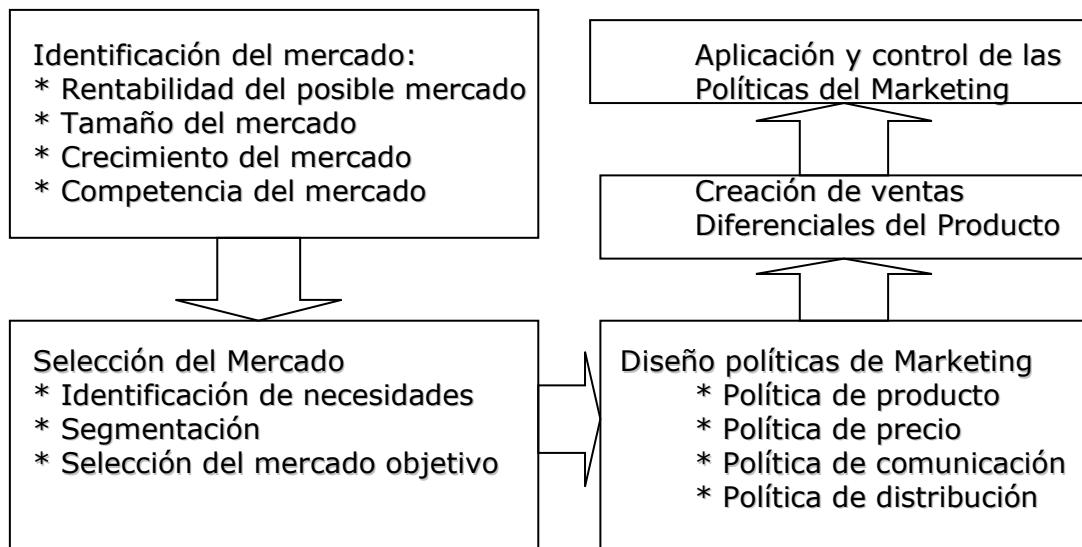 Identificación del mercado:
* Rentabilidad del posible mercado
* Tamaño del mercado
* Crecimiento del mercado
* Competencia del mercado
Selección del Mercado
* Identificación de necesidades
* Segmentación
* Selección del mercado objetivo
Diseño políticas de Marketing
* Política de producto
* Política de precio
* Política de comunicación
* Política de distribución
Creación de ventas
Diferenciales del Producto
Aplicación y control de las
Políticas del Marketing